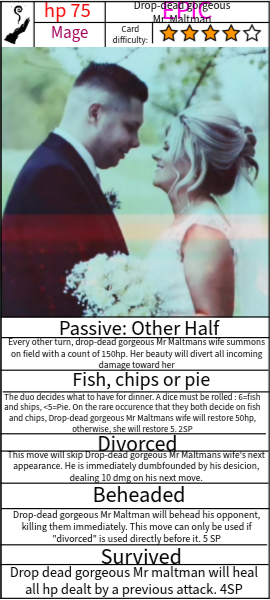 hp 75
Drop-dead gorgeous
Mr. Maltman
EPIC
Mage
Card
difficulty:
Passive: Other Half
Every other turn, drop-dead gorgeous Mr Maltmans wife summons
on field with a count of 150hp. Her beauty will divert all incoming
damage toward her
Fish, chips or pie
The duo decides what to have for dinner. A dice must be rolled : 6=fish
and ships, <5=Pie. On the rare occurence that they both decide on fish
and chips, Drop-dead gorgeous Mr Maltmans wife will restore 50hp,
otherwise, she will restore 5. 2SP
Divorced
This move will skip Drop-dead gorgeous Mr Maltmans wife's next
appearance. He is immediately dumbfounded by his desicion,
dealing 10 dmg on his next move.
Beheaded
Drop-dead gorgeous Mr Maltman will behead his opponent,
killing them immediately. This move can only be used if
"divorced" is used directly before it. 5 SP
Survived
Drop dead gorgeous Mr maltman will heal
all hp dealt by a previous attack. 4SP